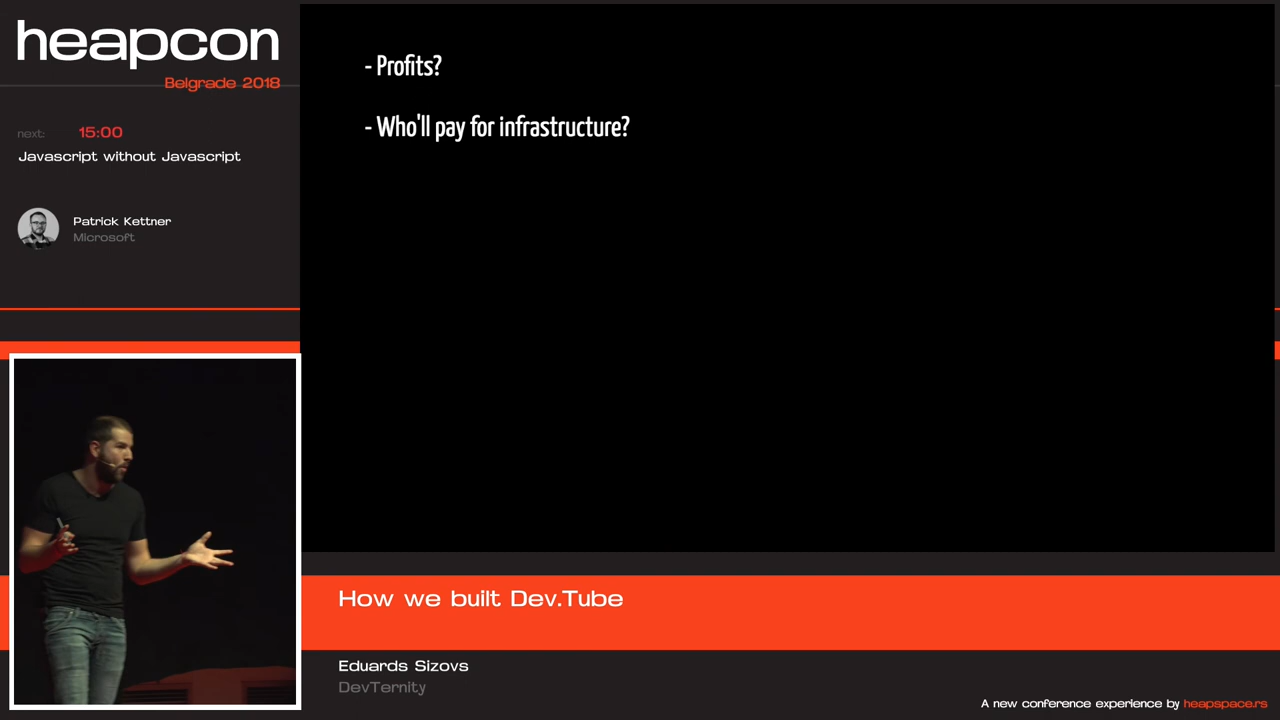 heapcon
Belgrade 2018
next: 15:00
Javascript without Javascript
Patrick Kettner
Microsoft
- Profits?
- Who'll pay for infrastructure?
How we built Dev.Tube
Eduards Sizovs
DevTernity
A new conference experience by heapspace.rs